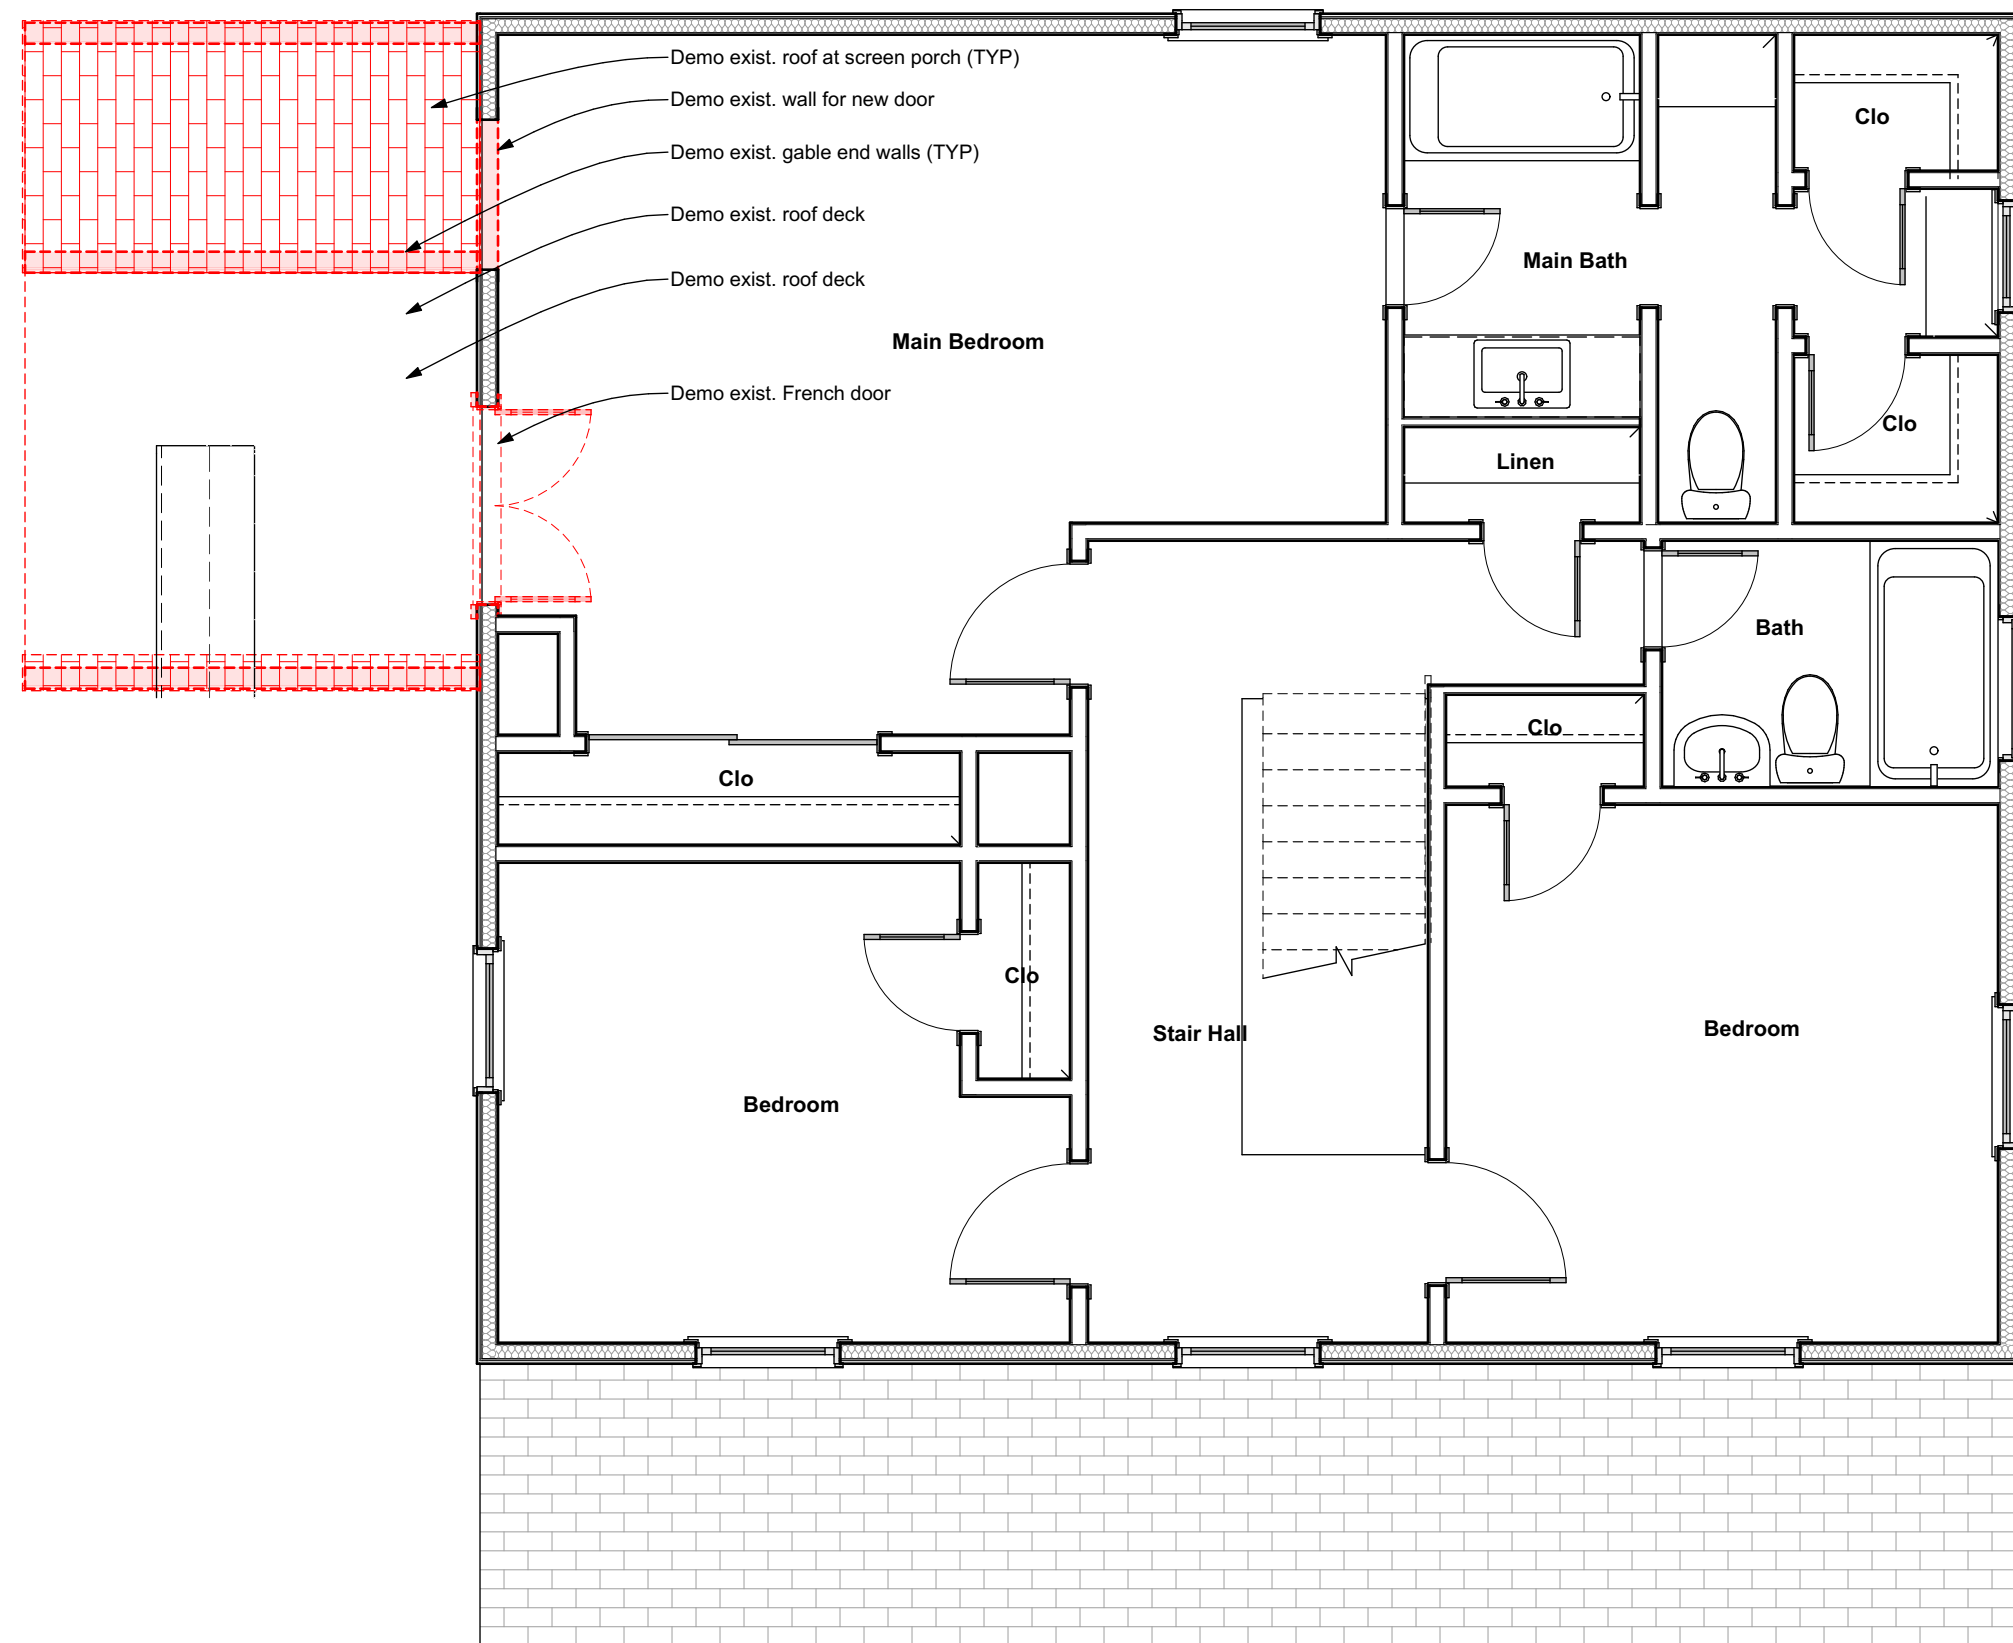 Demo exist. roof at screen porch (TYP)
Demo exist. wall for new door
Demo exist. gable end walls (TYP)
Demo exist. roof deck
Demo exist. roof deck
Demo exist. French door
Main Bedroom
Clo
Main Bath
Clo
Linen
Bath
Clo
Clo
Clo
Stair Hall
Bedroom
Bedroom